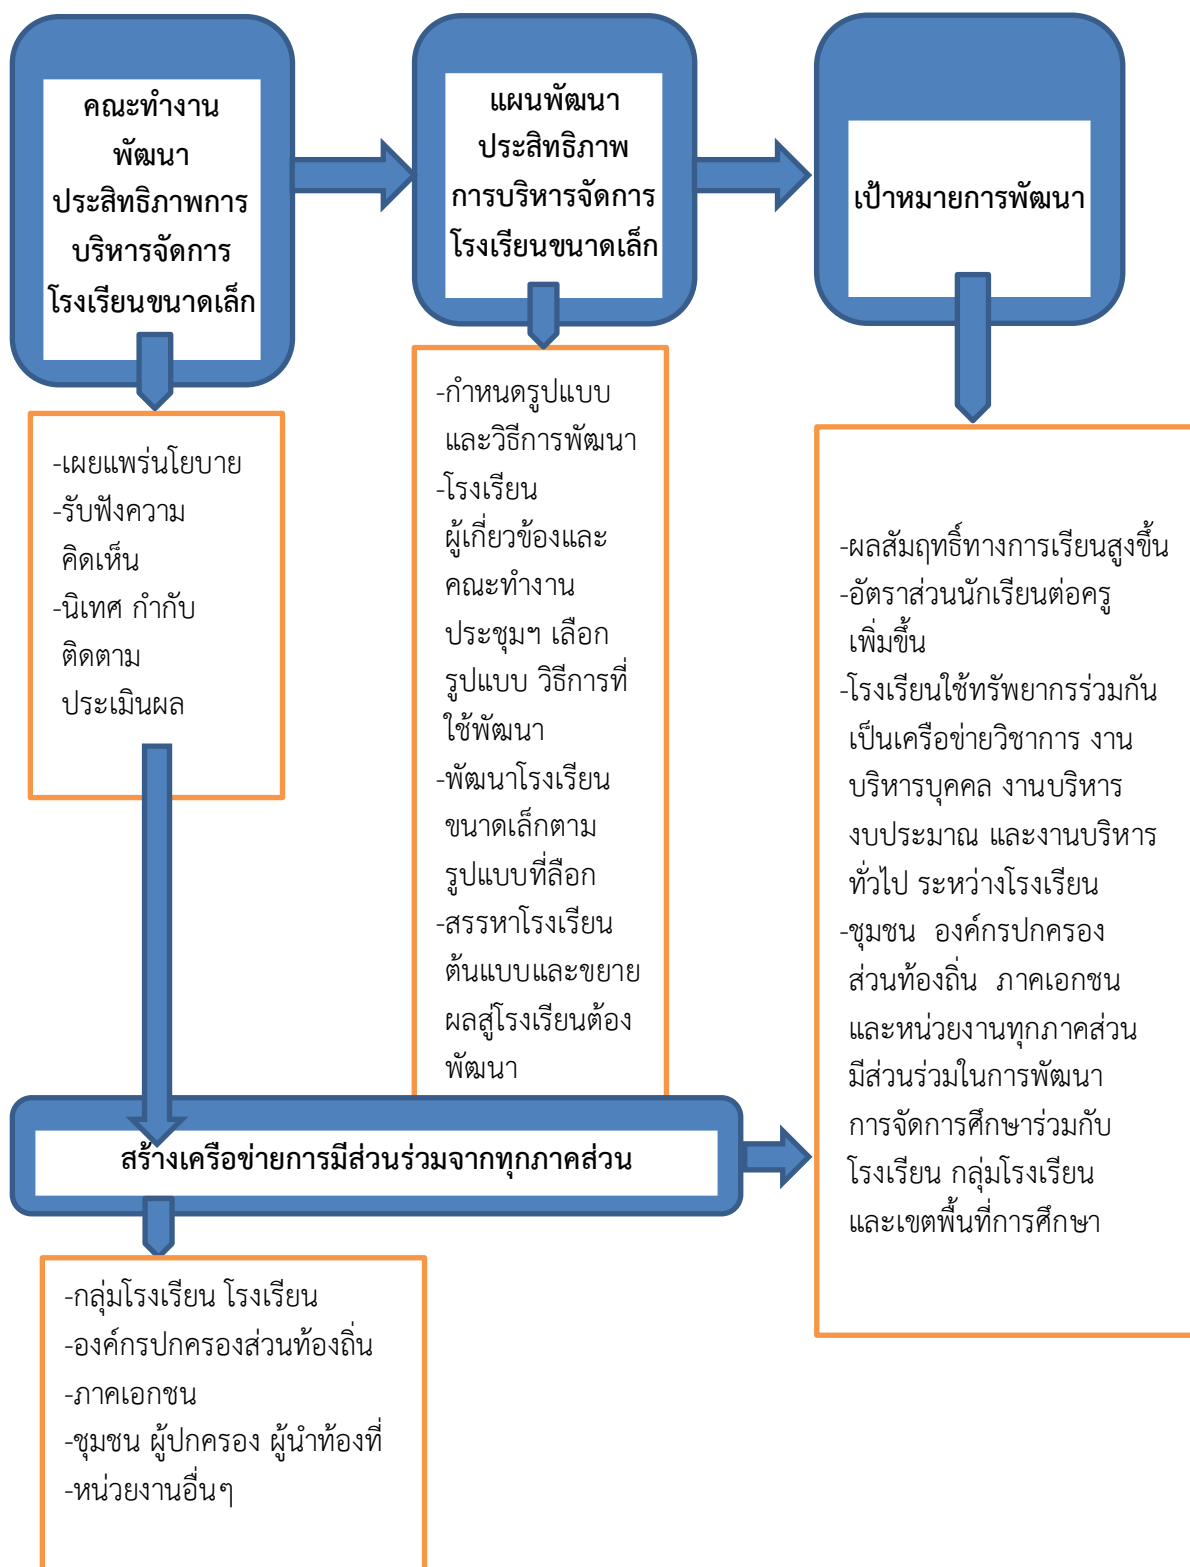 คณะทำงาน
พัฒนา
ประสิทธิภาพการ
บริหารจัดการ
โรงเรียนขนาดเล็ก
แผนพัฒนา
ประสิทธิภาพ
การบริหารจัดการ
โรงเรียนขนาดเล็ก
เป้าหมายการพัฒนา
-เผยแพร่นโยบาย
-รับฟังความ
คิดเห็น
-นิเทศ กำกับ
ติดตาม
ประเมินผล
-กำหนดรูปแบบ
และวิธีการพัฒนา
-โรงเรียน
ผู้เกี่ยวข้องและ
คณะทำงาน
ประชุมฯ เลือก
รูปแบบ วิธีการที่
ใช้พัฒนา
-พัฒนาโรงเรียน
ขนาดเล็กตาม
รูปแบบที่ลือก
-สรรหาโรงเรียน
ต้นแบบและขยาย
ผลสู่โรงเรียนต้อง
พัฒนา
-ผลสัมฤทธิ์ทางการเรียนสูงขึ้น
-อัตราส่วนนักเรียนต่อครู
เพิ่มขึ้น
-โรงเรียนใช้ทรัพยากรร่วมกัน
เป็นเครือข่ายวิชาการ งาน
บริหารบุคคล งานบริหาร
งบประมาณ และงานบริหาร
ทั่วไป ระหว่างโรงเรียน
-ชุมชน องค์กรปกครอง
ส่วนท้องถิ่น ภาคเอกชน
และหน่วยงานทุกภาคส่วน
มีส่วนร่วมในการพัฒนา
การจัดการศึกษาร่วมกับ
โรงเรียน กลุ่มโรงเรียน
และเขตพื้นที่การศึกษา
สร้างเครือข่ายการมีส่วนร่วมจากทุกภาคส่วน
-กลุ่มโรงเรียน โรงเรียน
-องค์กรปกครองส่วนท้องถิ่น
-ภาคเอกชน
-ชุมชน ผู้ปกครอง ผู้นำท้องที่
-หน่วยงานอื่นๆ